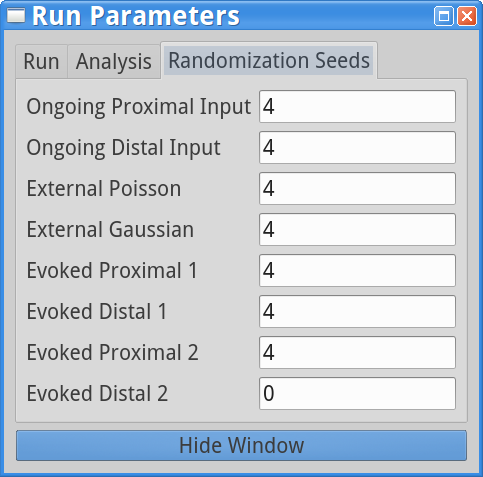 Run Parameters
Run Analysis Randomization Seeds
Ongoing Proximal Input 4
Ongoing Distal Input 4
External Poisson 4
External Gaussian 4
Evoked Proximal 1 4
Evoked Distal 1 4
Evoked Proximal 2 4
Evoked Distal 2 0
Hide Window